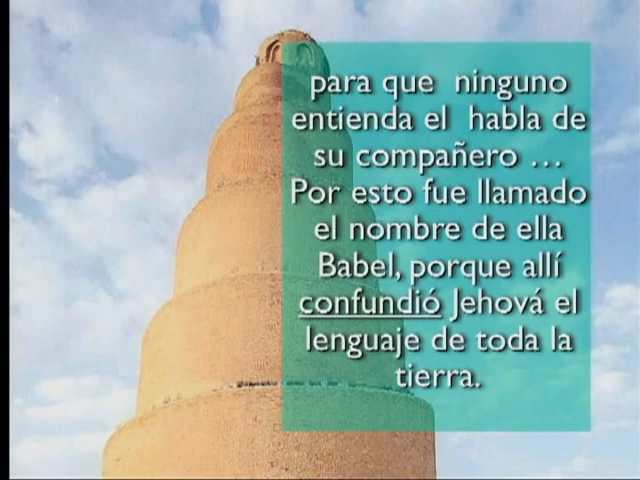 para que ninguno
entienda el habla de
su compañero ...
Por esto fue llamado
el nombre de ella
Babel, porque allí
confundió Jehová el
lenguaje de toda la
tierra.